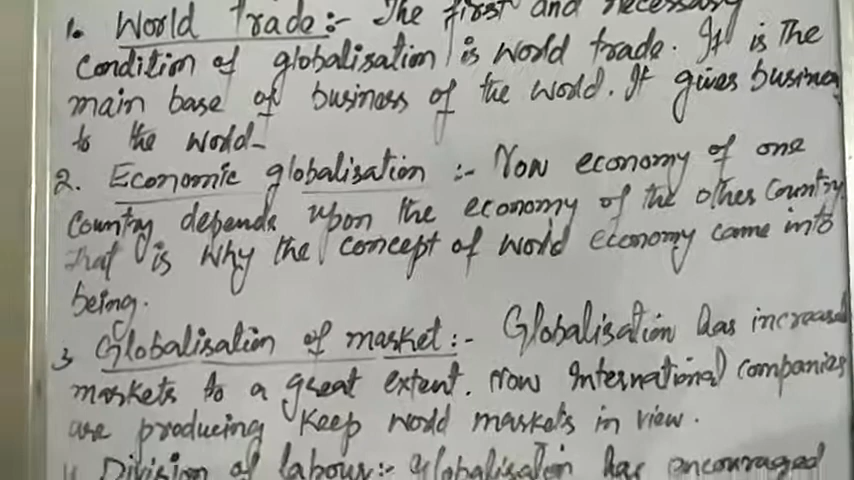 1. World Trade:- The first and necessary
Condition of globalisation is world trade. It is The
main base of business of the world. It gives business
to the world-
2. Economic globalisation :- Now economy of one
Country depends upon the economy of the other Country.
That is why the concept of world economy came into
being.
3 Globalisation of market:- Globalisation has increased
markets to a great extent. Now International companies
are producing Keep world markets in view.
Division of labour:- Globalisation has encouraged